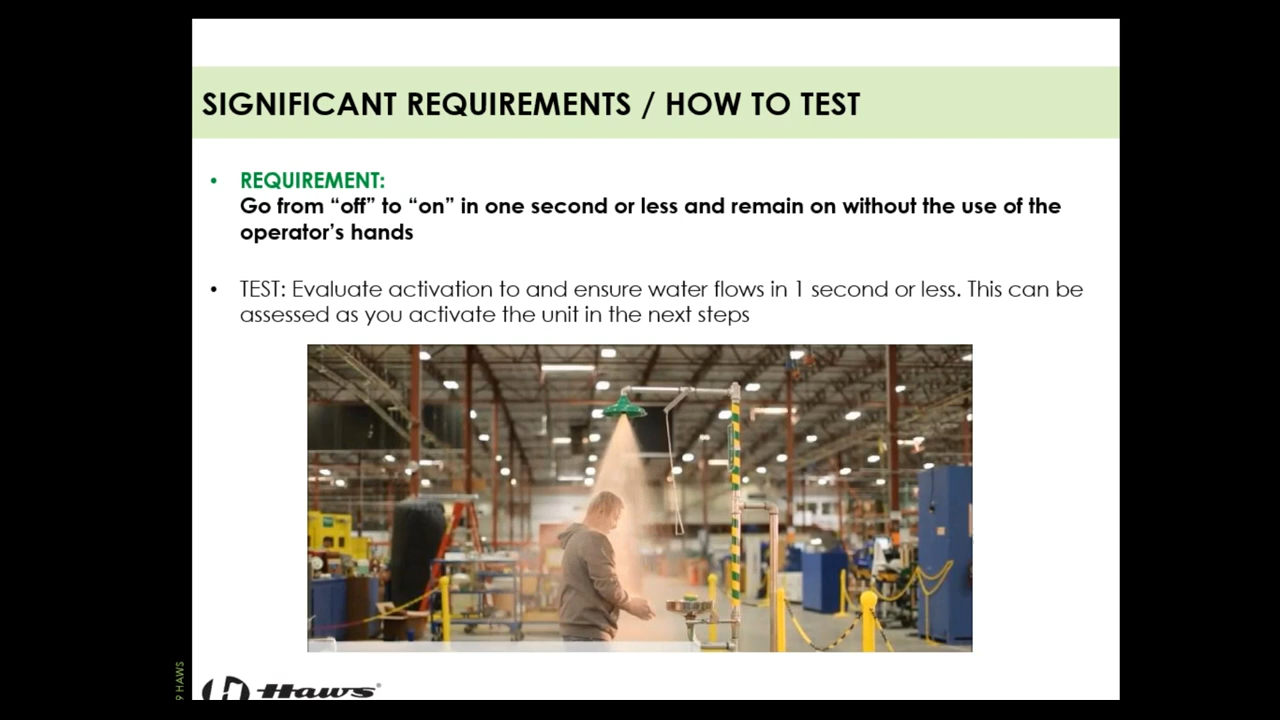 SIGNIFICANT REQUIREMENTS / HOW TO TEST
• REQUIREMENT:
Go from “off” to “on” in one second or less and remain on without the use of the
operator’s hands
• TEST: Evaluate activation to and ensure water flows in 1 second or less. This can be
assessed as you activate the unit in the next steps
9 HAWS
Haws®